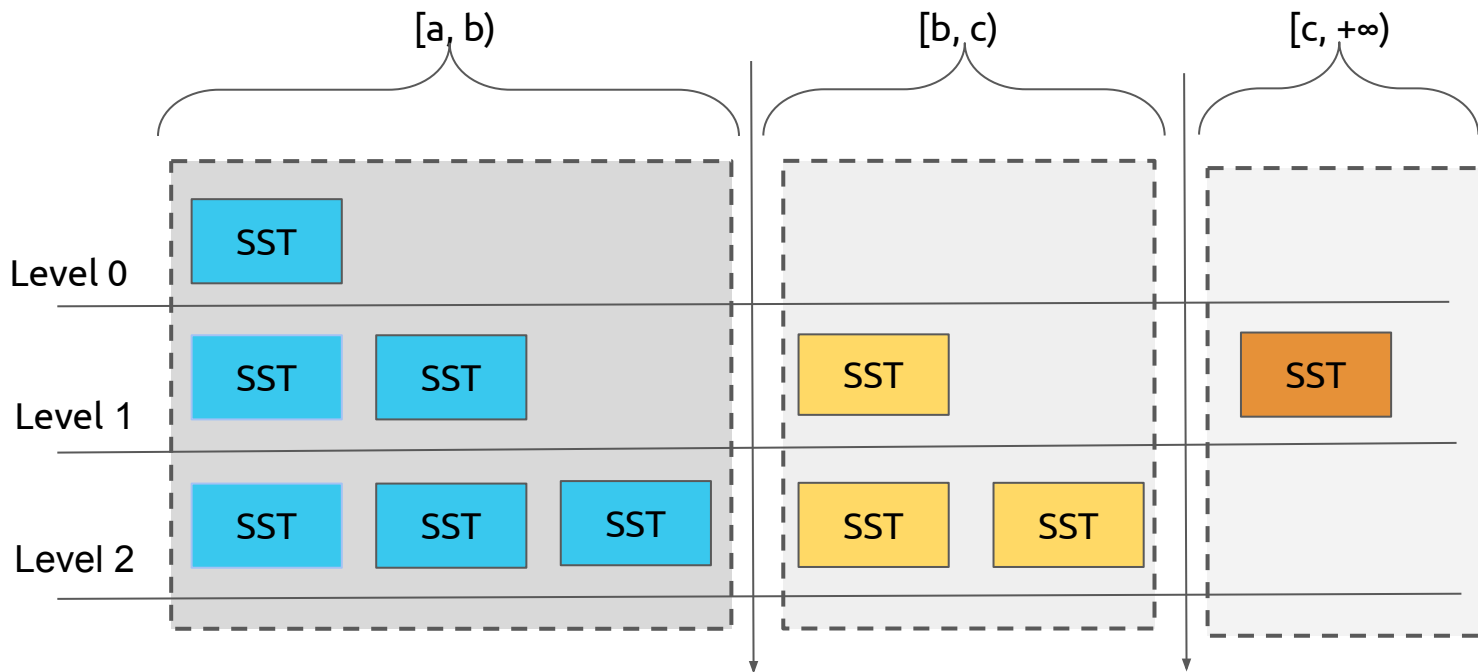 [a, b)
[b, c)
[c, +∞)
SST
Level 0
SST
SST
SST
SST
Level 1
SST
SST
SST
SST
SST
Level 2